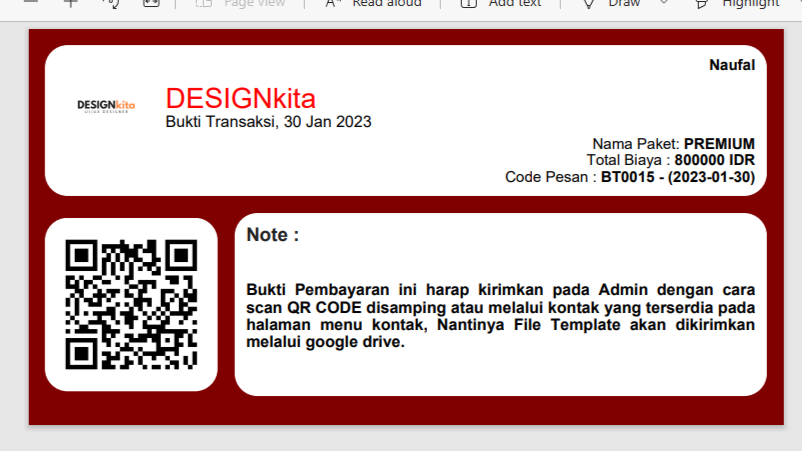 Page view
Read aloud
Add text
Draw
Highlight
Naufal
DESIGNkita
DESIGNkita
Bukti Transaksi, 30 Jan 2023
Nama Paket: PREMIUM
Total Biaya : 800000 IDR
Code Pesan : BT0015 - (2023-01-30)
Note :
Bukti Pembayaran ini harap kirimkan pada Admin dengan cara
scan QR CODE disamping atau melalui kontak yang terserdia pada
halaman menu kontak, Nantinya File Template akan dikirimkan
melalui google drive.